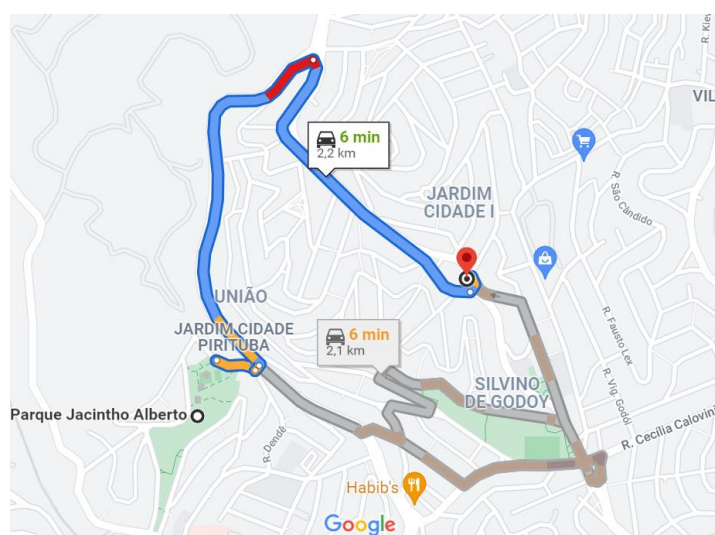 R. Kiev
VIL
6 min
2,2 km
R. São Cândido
JARDIM
CIDADE I
UNIÃO
JARDIM CIDADE
PIRITUBA
6 min
2,1 km
R. Fausto Lex
R. Vig. Godói
SILVINO
DE GODOY
Parque Jacintho Alberto
R. Dendê
R. Cecília Calovini
Habib's
Google